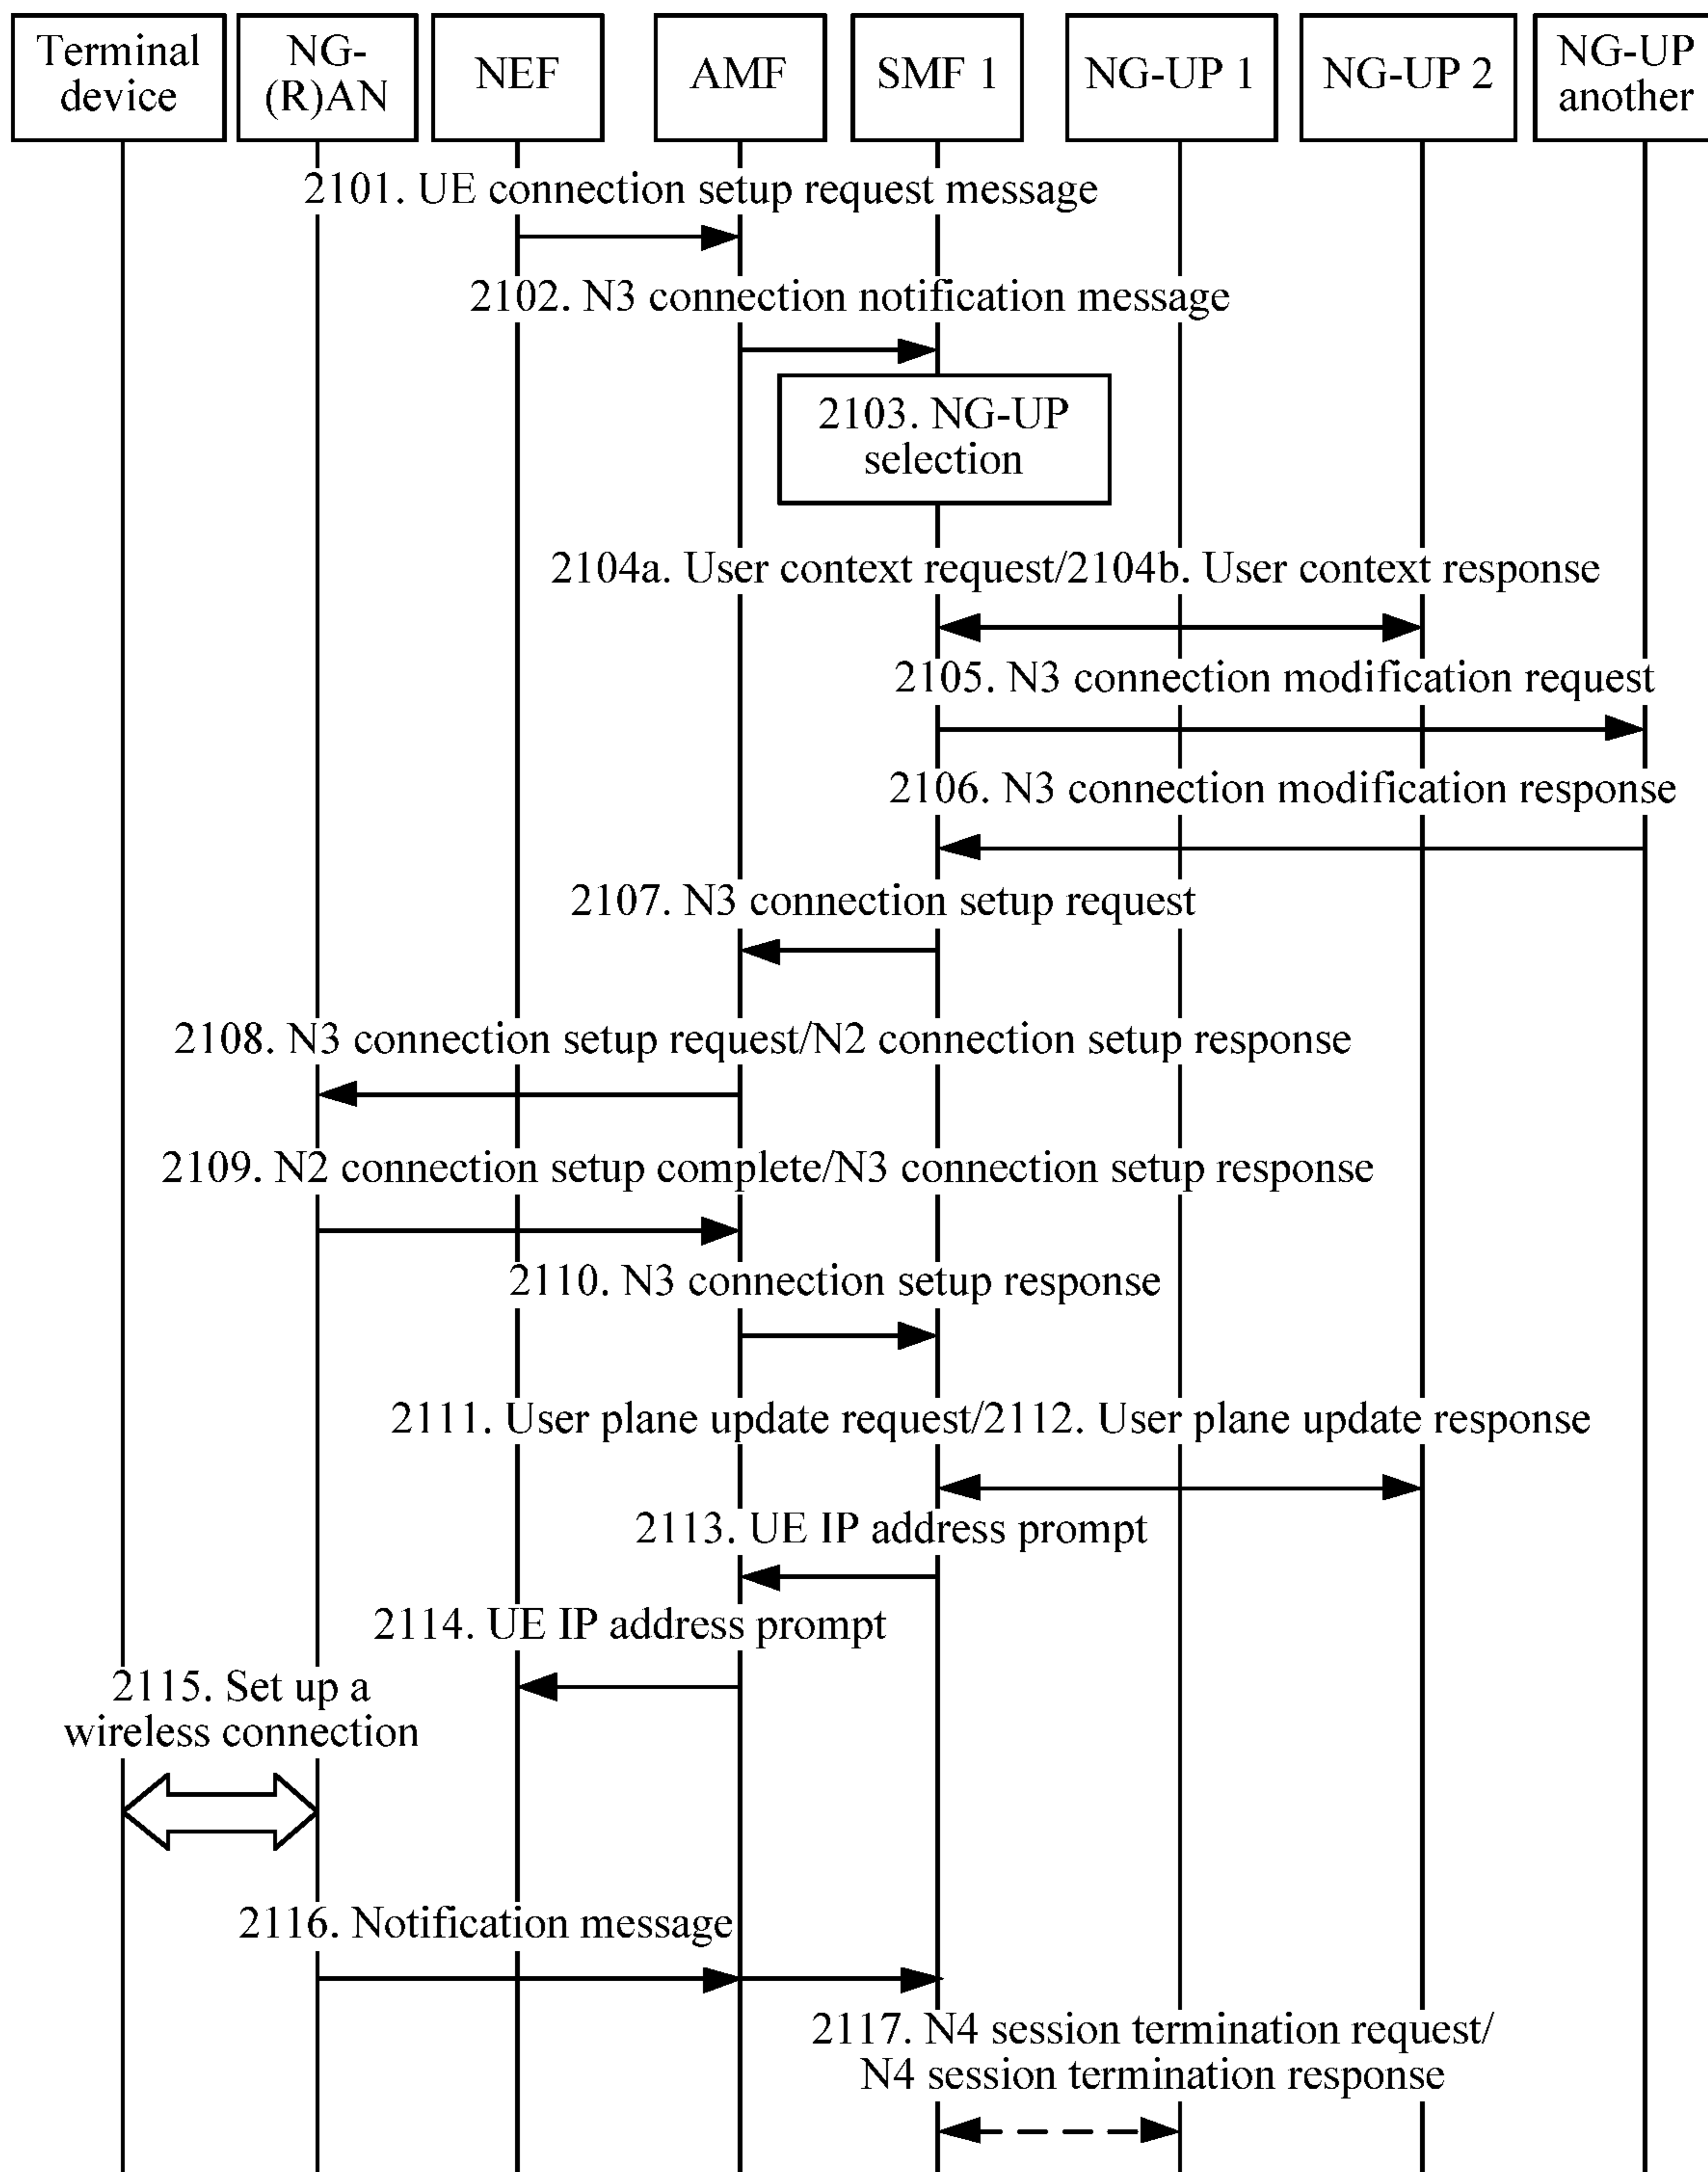 Terminal
device
NG-
(R)AN
NEF
AMF
SMF 1
NG-UP 1
NG-UP 2
NG-UP
another
2101. UE connection setup request message
2102. N3 connection notification message
2103. NG-UP
selection
2104a. User context request/2104b. User context response
2105. N3 connection modification request
2106. N3 connection modification response
2107. N3 connection setup request
2108. N3 connection setup request/N2 connection setup response
2109. N2 connection setup complete/N3 connection setup response
2110. N3 connection setup response
2111. User plane update request/2112. User plane update response
2113. UE IP address prompt
2114. UE IP address prompt
2115. Set up a
wireless connection
2116. Notification message
2117. N4 session termination request/
N4 session termination response